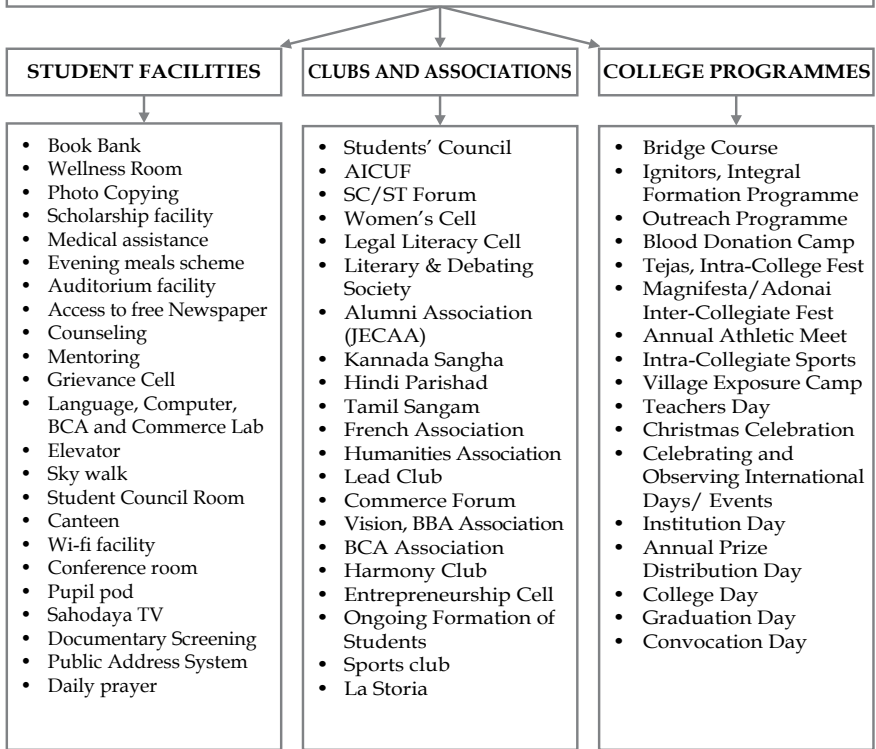 STUDENT FACILITIES
• Book Bank
• Wellness Room
• Photo Copying
• Scholarship facility
• Medical assistance
• Evening meals scheme
• Auditorium facility
• Access to free Newspaper
• Counseling
• Mentoring
• Grievance Cell
• Language, Computer,
BCA and Commerce Lab
• Elevator
• Sky walk
• Student Council Room
• Canteen
• Wi-fi facility
• Conference room
• Pupil pod
• Sahodaya TV
• Documentary Screening
• Public Address System
• Daily prayer
CLUBS AND ASSOCIATIONS
• Students’ Council
• AICUF
• SC/ST Forum
• Women’s Cell
• Legal Literacy Cell
• Literary & Debating
Society
• Alumni Association
(JECAA)
• Kannada Sangha
• Hindi Parishad
• Tamil Sangam
• French Association
• Humanities Association
• Lead Club
• Commerce Forum
• Vision, BBA Association
• BCA Association
• Harmony Club
• Entrepreneurship Cell
• Ongoing Formation of
Students
• Sports club
• La Storia
COLLEGE PROGRAMMES
• Bridge Course
• Ignitors, Integral
Formation Programme
• Outreach Programme
• Blood Donation Camp
• Tejas, Intra-College Fest
• Magnifesta/Adonai
Inter-Collegiate Fest
• Annual Athletic Meet
• Intra-Collegiate Sports
• Village Exposure Camp
• Teachers Day
• Christmas Celebration
• Celebrating and
Observing International
Days/ Events
• Institution Day
• Annual Prize
Distribution Day
• College Day
• Graduation Day
• Convocation Day